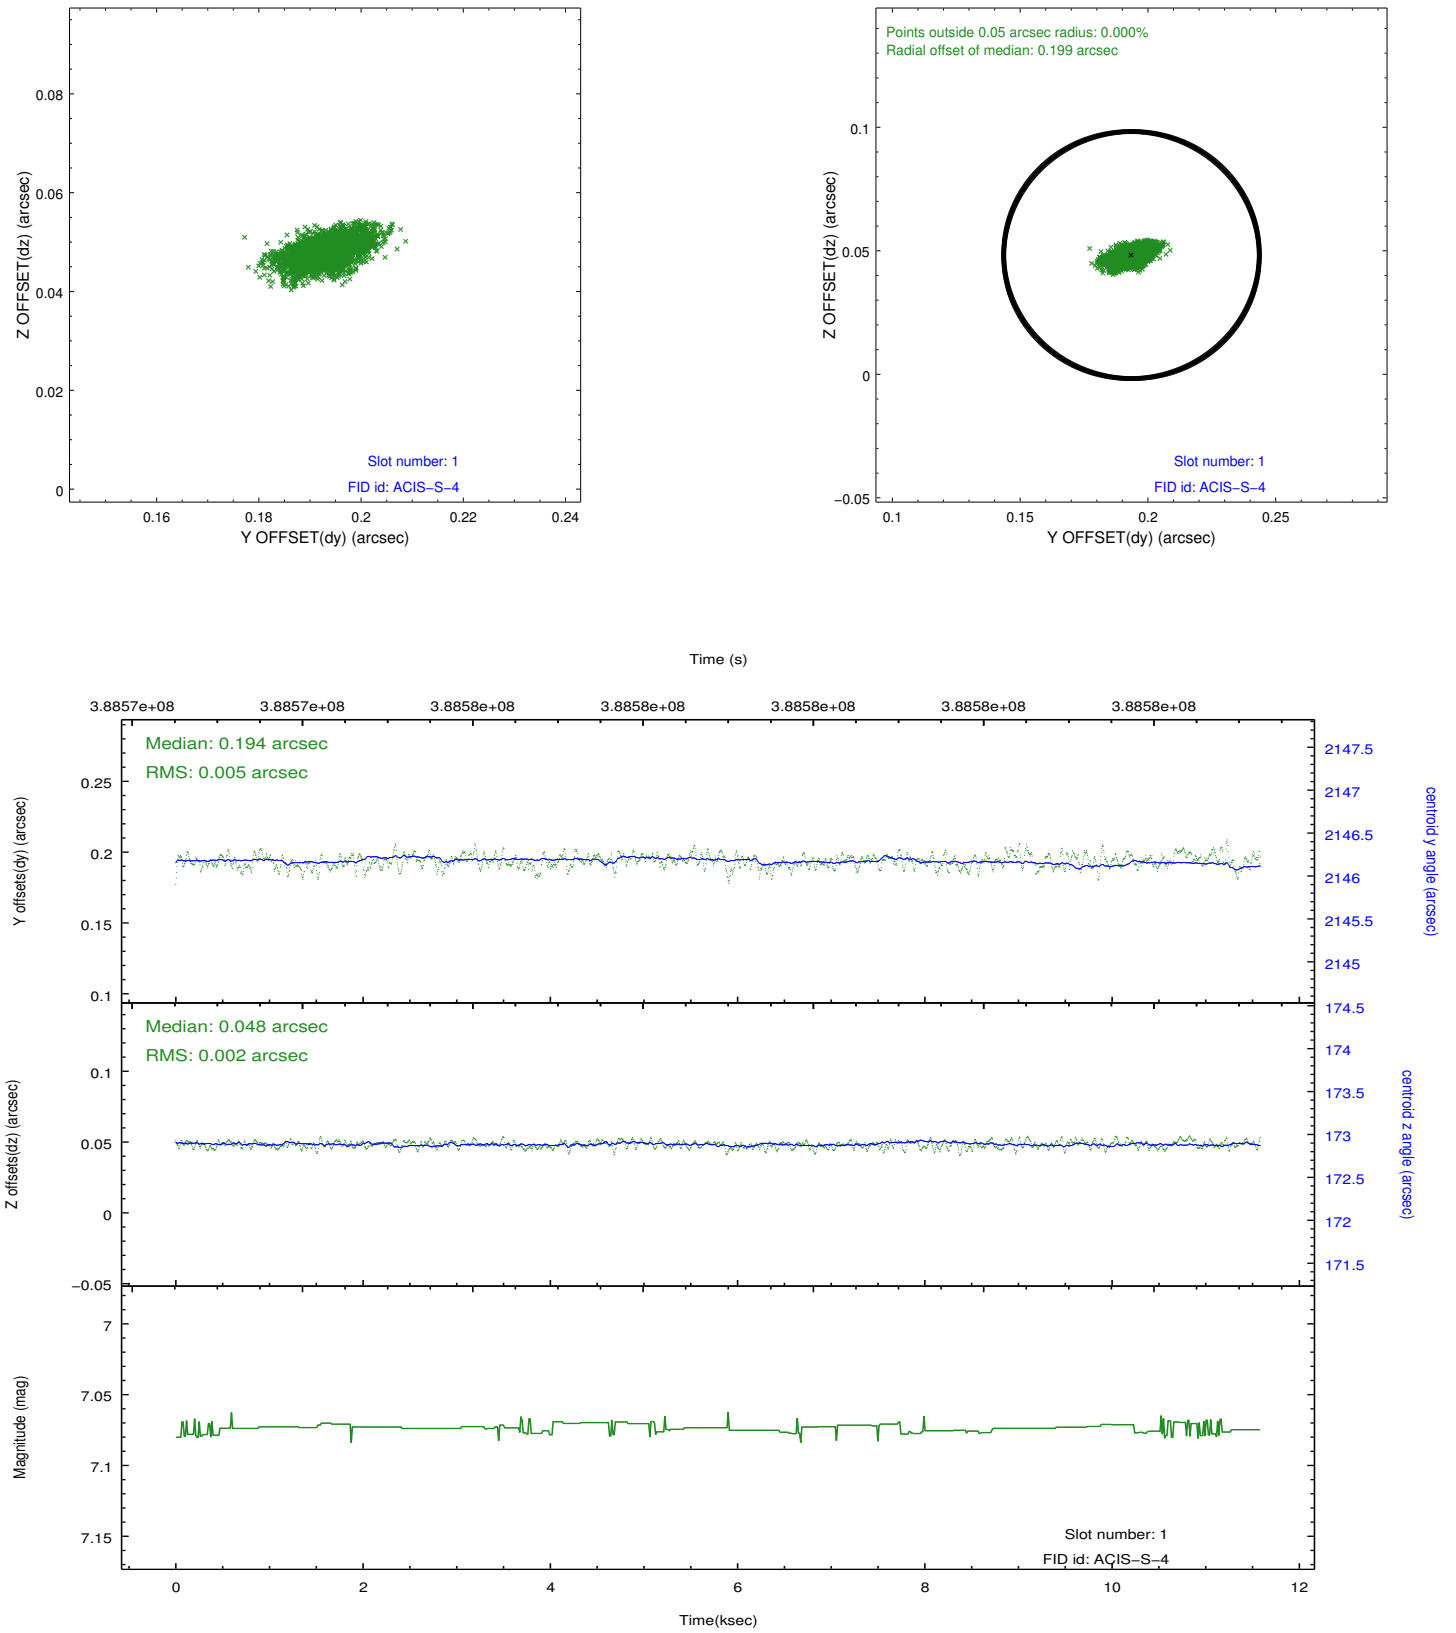 0.08
0.06
0.04
0.02
0
Z OFFSET(dz) (arcsec)
Slot number: 1
FID id: ACIS−S−4
0.16 0.18 0.2 0.22 0.24
Y OFFSET(dy) (arcsec)
Points outside 0.05 arcsec radius: 0.000%
Radial offset of median: 0.199 arcsec
0.1
0.05
0
−0.05
Z OFFSET(dz) (arcsec)
Slot number: 1
FID id: ACIS−S−4
0.1 0.15 0.2 0.25
Y OFFSET(dy) (arcsec)
Time (s)
3.8857e+08 3.8857e+08 3.8858e+08 3.8858e+08 3.8858e+08 3.8858e+08 3.8858e+08
Median: 0.194 arcsec
RMS: 0.005 arcsec
0.25
0.2
0.15
0.1
Y offsets(dy) (arcsec)
2147.5
2147
2146.5
2146
2145.5
2145
centroid y angle (arcsec)
Median: 0.048 arcsec
RMS: 0.002 arcsec
0.1
0.05
0
−0.05
Z offsets(dz) (arcsec)
174.5
174
173.5
173
172.5
172
171.5
centroid z angle (arcsec)
7
7.05
7.1
7.15
Magnitude (mag)
Slot number: 1
FID id: ACIS−S−4
0 2 4 6 8 10 12
Time(ksec)